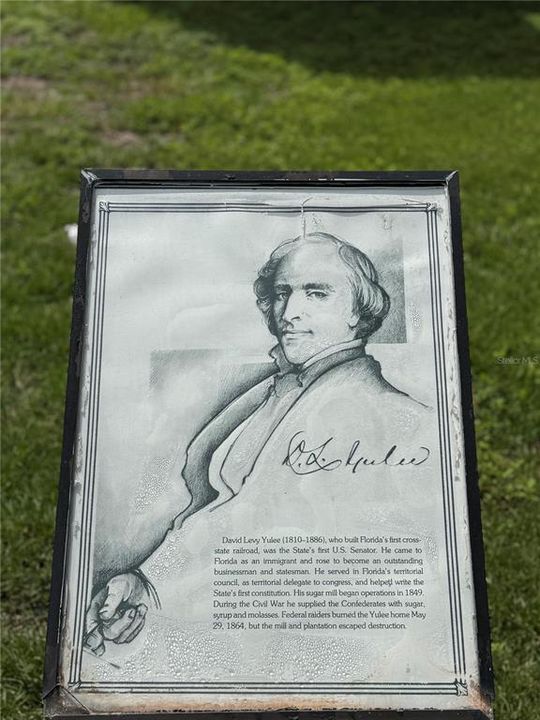 D. L. Yulee
David Levy Yulee (1810–1886), who built Florida's first cross-
state railroad, was the State's first U.S. Senator. He came to
Florida as an immigrant and rose to become an outstanding
businessman and statesman. He served in Florida's territorial
council, as territorial delegate to congress, and helped write the
State's first constitution. His sugar mill began operations in 1849.
During the Civil War he supplied the Confederates with sugar,
syrup and molasses. Federal raiders burned the Yulee home May
29, 1864, but the mill and plantation escaped destruction.
Stellar MLS